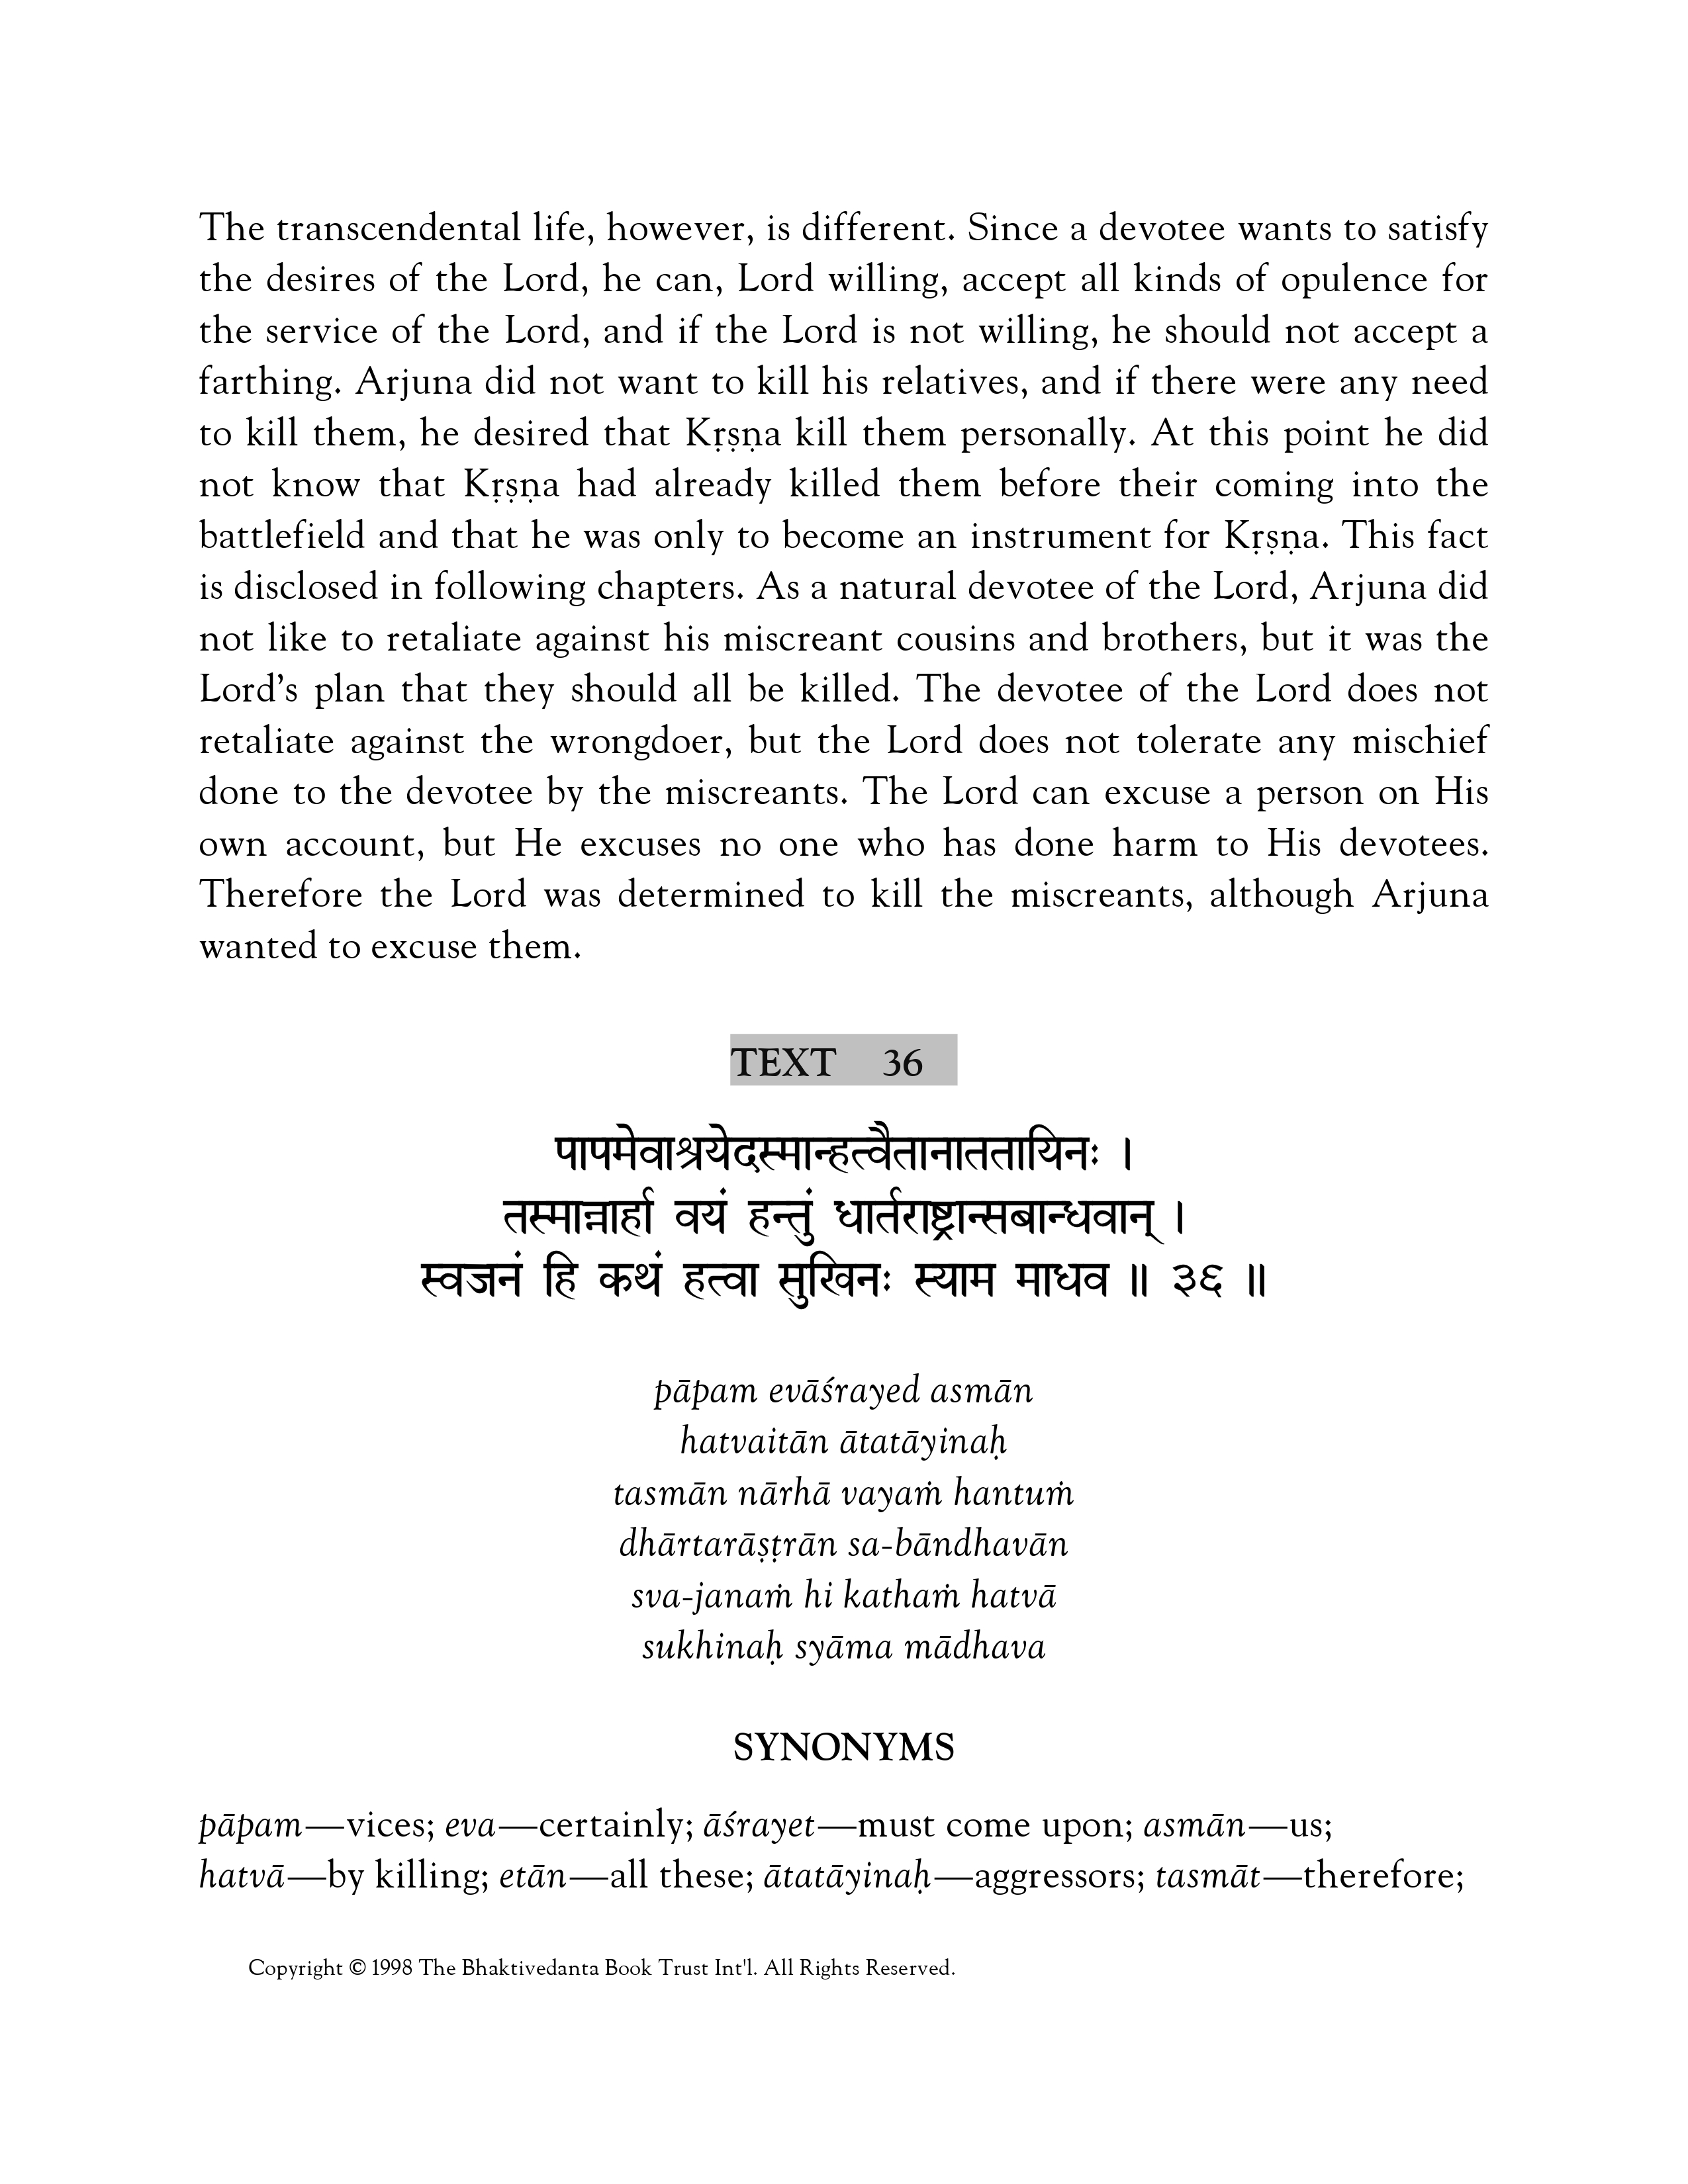 The transcendental life, however, is different. Since a devotee wants to satisfy
the desires of the Lord, he can, Lord willing, accept all kinds of opulence for
the service of the Lord, and if the Lord is not willing, he should not accept a
farthing. Arjuna did not want to kill his relatives, and if there were any need
to kill them, he desired that Kṛṣṇa kill them personally. At this point he did
not know that Kṛṣṇa had already killed them before their coming into the
battlefield and that he was only to become an instrument for Kṛṣṇa. This fact
is disclosed in following chapters. As a natural devotee of the Lord, Arjuna did
not like to retaliate against his miscreant cousins and brothers, but it was the
Lord’s plan that they should all be killed. The devotee of the Lord does not
retaliate against the wrongdoer, but the Lord does not tolerate any mischief
done to the devotee by the miscreants. The Lord can excuse a person on His
own account, but He excuses no one who has done harm to His devotees.
Therefore the Lord was determined to kill the miscreants, although Arjuna
wanted to excuse them.
TEXT 36
पापमेवाश्रयेदस्मान्हत्वैतानाततायिनः ।
तस्मान्नार्हा वयं हन्तुं धार्तराष्ट्रान्सबान्धवान् ।
स्वजनं हि कथं हत्वा सुखिनः स्याम माधव ॥ ३६ ॥
pāpam evāśrayed asmān
hatvaitān ātatāyinaḥ
tasmān nārhā vayaṁ hantuṁ
dhārtarāṣṭrān sa-bāndhavān
sva-janaṁ hi kathaṁ hatvā
sukhinaḥ syāma mādhava
SYNONYMS
pāpam—vices; eva—certainly; āśrayet—must come upon; asmān—us;
hatvā—by killing; etān—all these; ātatāyinaḥ—aggressors; tasmāt—therefore;
Copyright © 1998 The Bhaktivedanta Book Trust Int'l. All Rights Reserved.